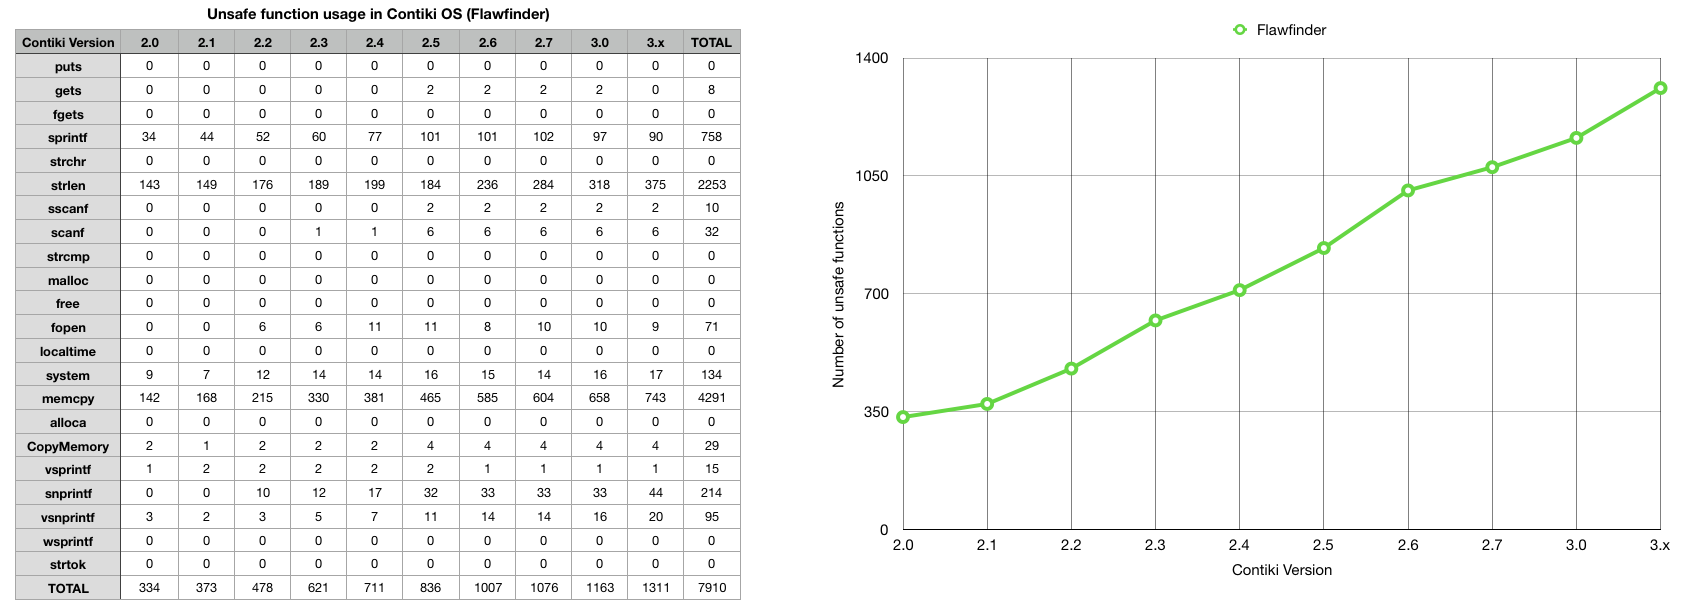 Unsafe function usage in Contiki OS (Flawfinder)
Contiki Version 2.0 2.1 2.2 2.3 2.4 2.5 2.6 2.7 3.0 3.x TOTAL
puts 0 0 0 0 0 0 0 0 0 0 0
gets 0 0 0 0 0 2 2 2 2 0 8
fgets 0 0 0 0 0 0 0 0 0 0 0
sprintf 34 44 52 60 77 101 101 102 97 90 758
strchr 0 0 0 0 0 0 0 0 0 0 0
strlen 143 149 176 189 199 184 236 284 318 375 2253
sscanf 0 0 0 0 0 2 2 2 2 2 10
scanf 0 0 0 1 1 6 6 6 6 6 32
strcmp 0 0 0 0 0 0 0 0 0 0 0
malloc 0 0 0 0 0 0 0 0 0 0 0
free 0 0 0 0 0 0 0 0 0 0 0
fopen 0 0 6 6 11 11 8 10 10 9 71
localtime 0 0 0 0 0 0 0 0 0 0 0
system 9 7 12 14 14 16 15 14 16 17 134
memcpy 142 168 215 330 381 465 585 604 658 743 4291
alloca 0 0 0 0 0 0 0 0 0 0 0
CopyMemory 2 1 2 2 2 4 4 4 4 4 29
vsprintf 1 2 2 2 2 2 1 1 1 1 15
snprintf 0 0 10 12 17 32 33 33 33 44 214
vsnprintf 3 2 3 5 7 11 14 14 16 20 95
wsprintf 0 0 0 0 0 0 0 0 0 0 0
strtok 0 0 0 0 0 0 0 0 0 0 0
TOTAL 334 373 478 621 711 836 1007 1076 1163 1311 7910
Flawfinder
1400
1050
700
350
0
Number of unsafe functions
2.0 2.1 2.2 2.3 2.4 2.5 2.6 2.7 3.0 3.x
Contiki Version